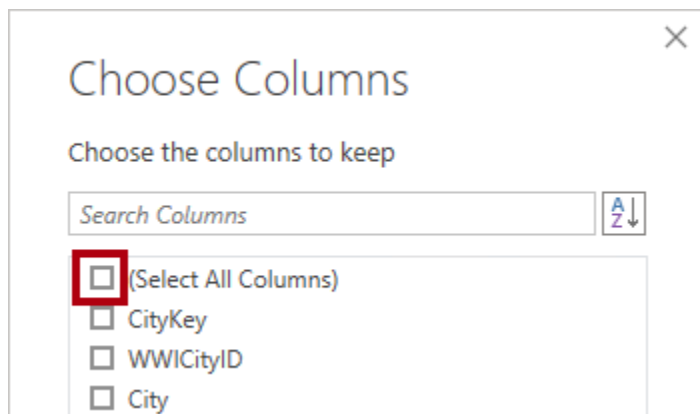 Choose Columns
Choose the columns to keep
Search Columns
A
Z
(Select All Columns)
CityKey
WWICityID
City